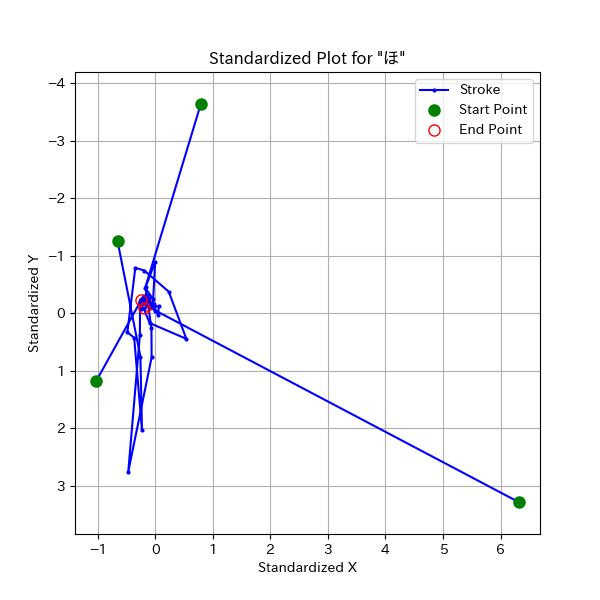 Standardized Plot for "ほ"
Stroke
Start Point
End Point
−4
−3
−2
−1
0
1
2
3
Standardized Y
−1 0 1 2 3 4 5 6
Standardized X